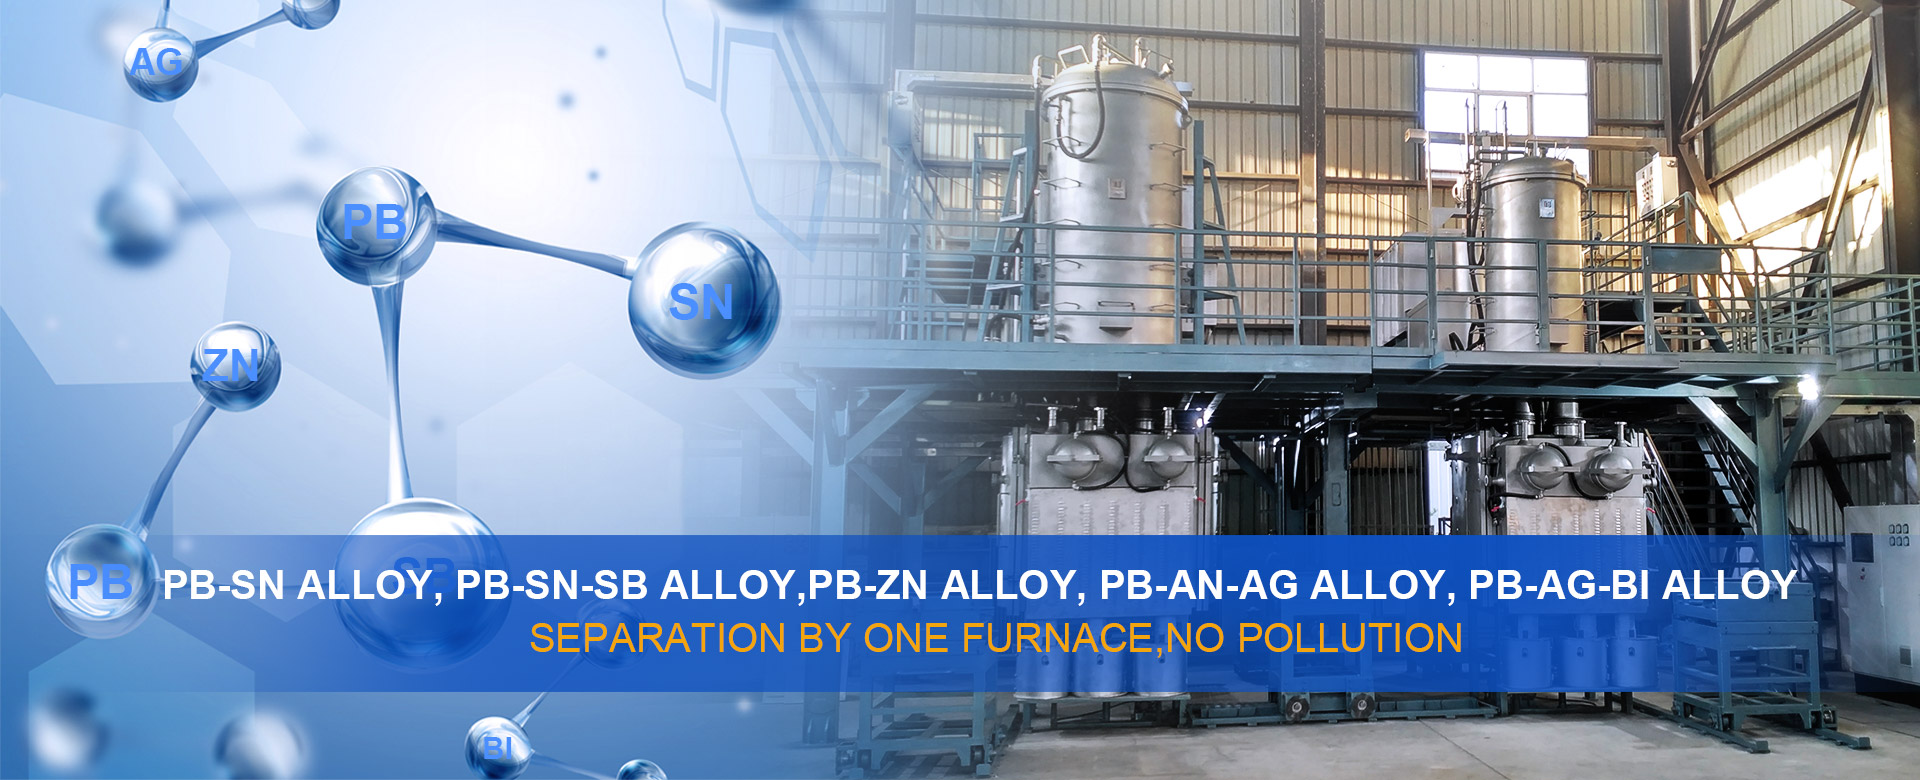 AG
PB
SN
ZN
PB
SB
PB-SN ALLOY, PB-SN-SB ALLOY,PB-ZN ALLOY, PB-AN-AG ALLOY, PB-AG-BI ALLOY
SEPARATION BY ONE FURNACE,NO POLLUTION
BI